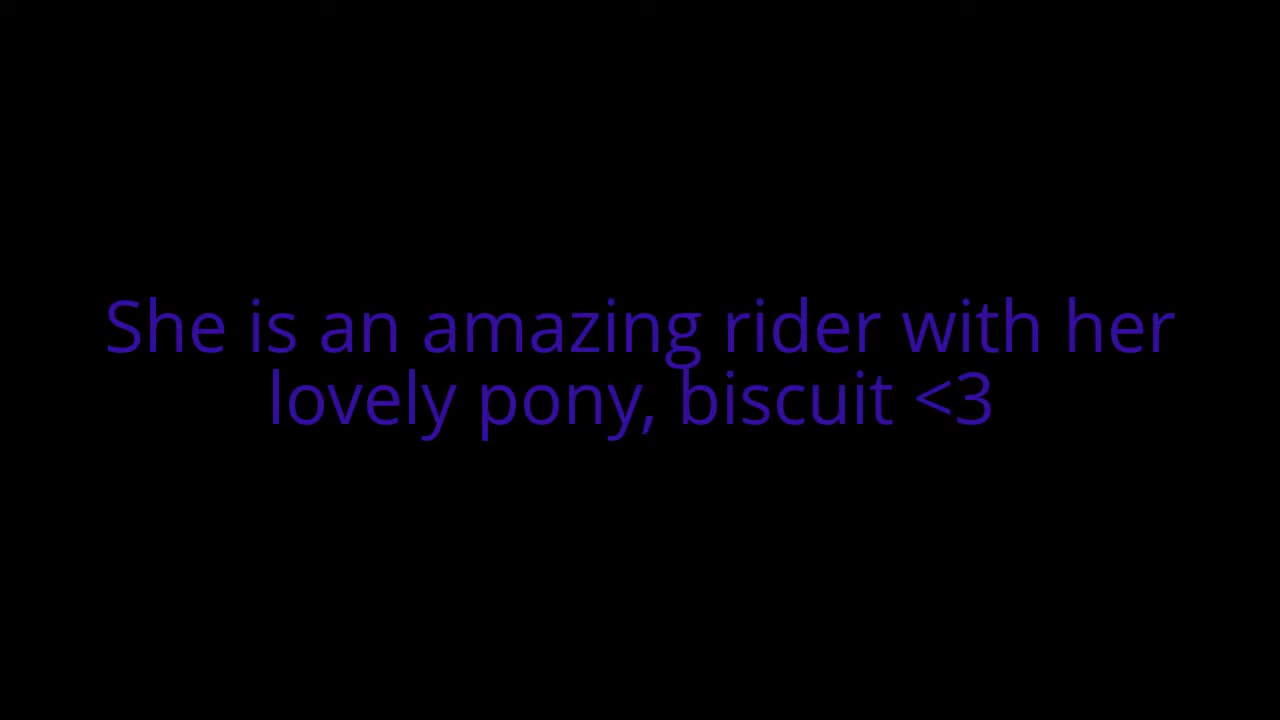 She is an amazing rider with her
lovely pony, biscuit <3